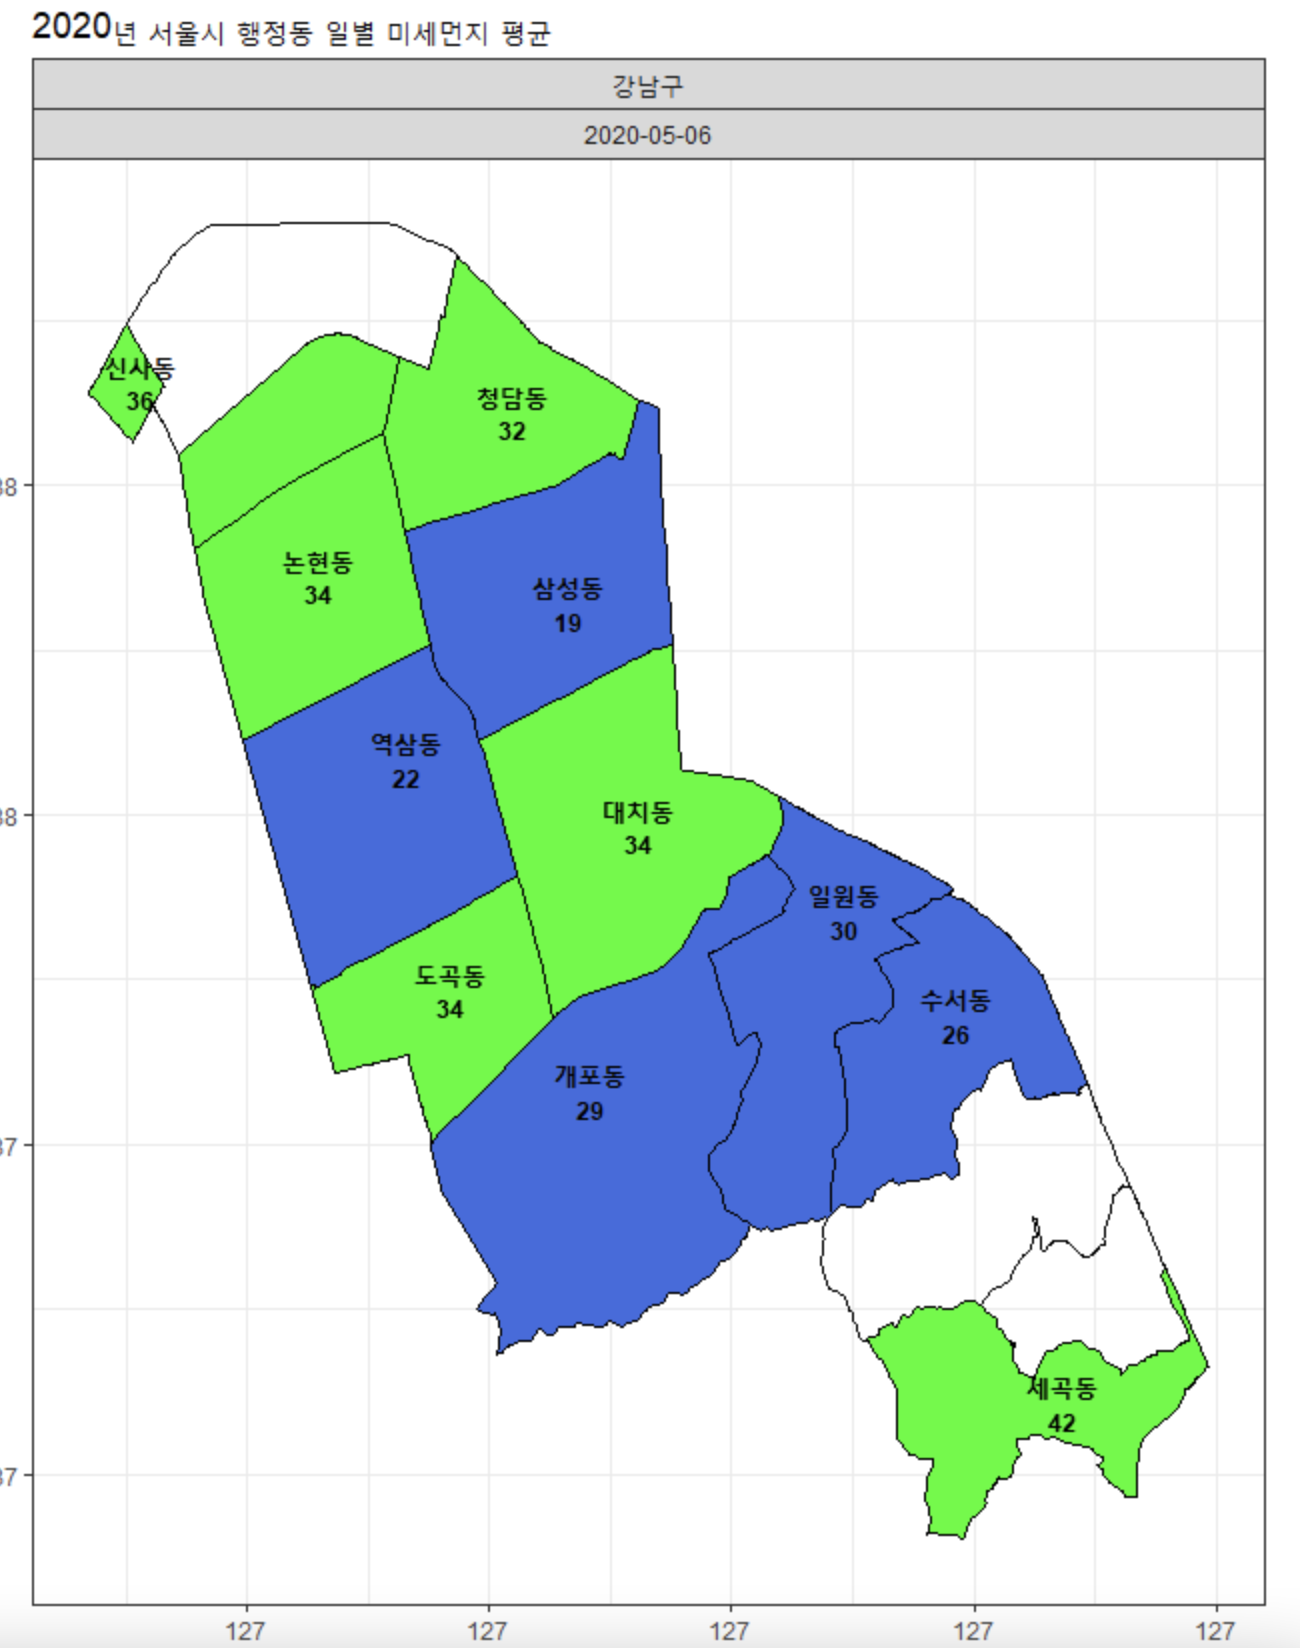 2020년 서울시 행정동 일별 미세먼지 평균
강남구
2020-05-06
신사동
36
청담동
32
38
논현동
34
삼성동
19
역삼동
22
대치동
34
38
일원동
30
도곡동
34
수서동
26
개포동
29
37
세곡동
42
37
127 127 127 127 127